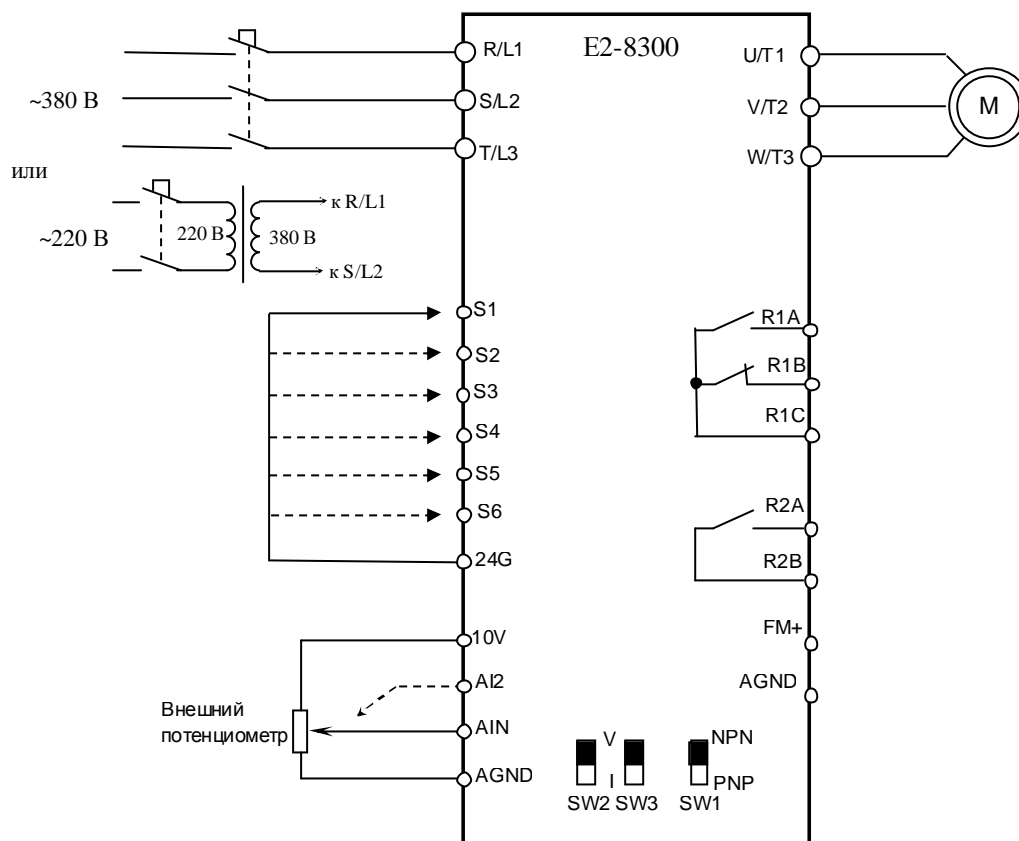 E2-8300
R/L1
U/T1
~380 В
S/L2
V/T2
M
T/L3
W/T3
или
к R/L1
~220 В
220 В
380 В
к S/L2
S1
R1A
S2
R1B
S3
R1C
S4
S5
S6
R2A
24G
R2B
10V
FM+
AI2
AGND
Внешний
потенциометр
AIN
AGND
V
NPN
I
PNP
SW2
SW3
SW1